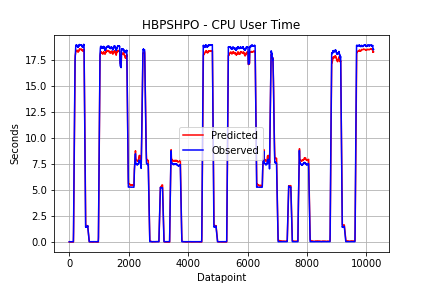 HBPSHPO - CPU User Time
Seconds
17.5
15.0
12.5
10.0
7.5
5.0
2.5
0.0
Predicted
Observed
0 2000 4000 6000 8000 10000
Datapoint